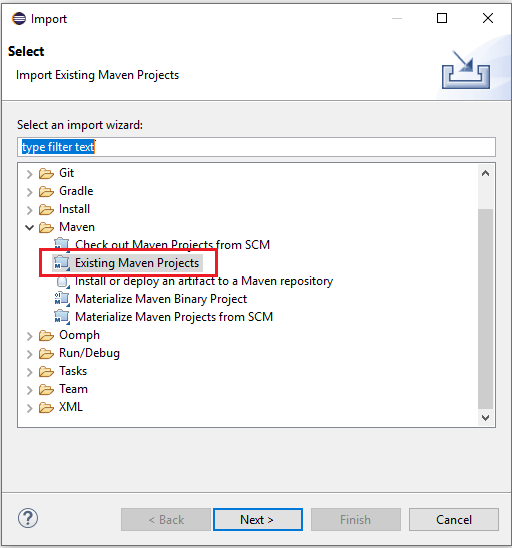 Import
Select
Import Existing Maven Projects
Select an import wizard:
type filter text
Git
Gradle
Install
Maven
Check out Maven Projects from SCM
Existing Maven Projects
Install or deploy an artifact to a Maven repository
Materialize Maven Binary Project
Materialize Maven Projects from SCM
Oomph
Run/Debug
Tasks
Team
XML
? < Back Next > Finish Cancel